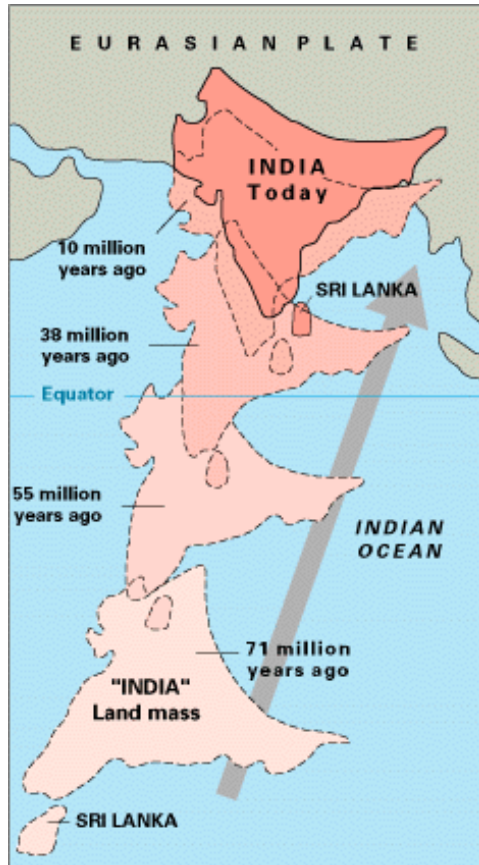 EURASIAN PLATE
INDIA
Today
10 million
years ago
SRI LANKA
38 million
years ago
Equator
55 million
years ago
INDIAN
OCEAN
71 million
years ago
"INDIA"
Land mass
SRI LANKA